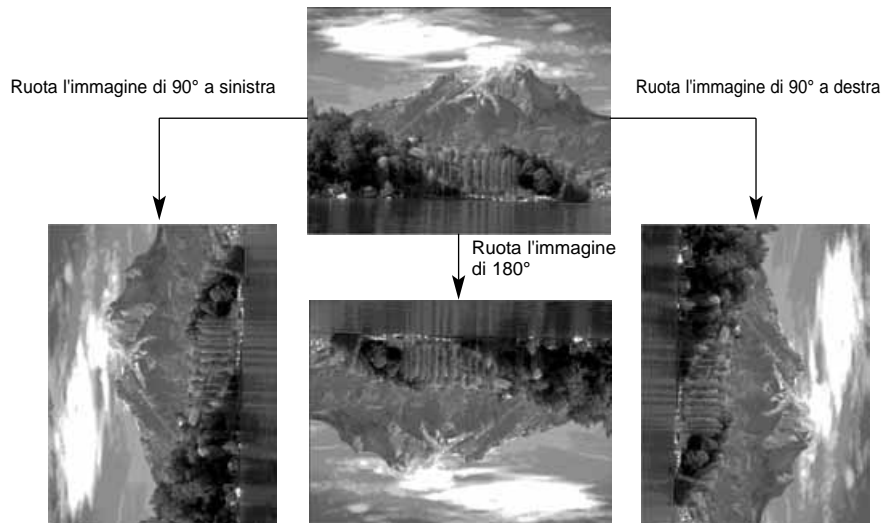 Ruota l'immagine di 90° a sinistra
Ruota l'immagine di 90° a destra
Ruota l'immagine
di 180°